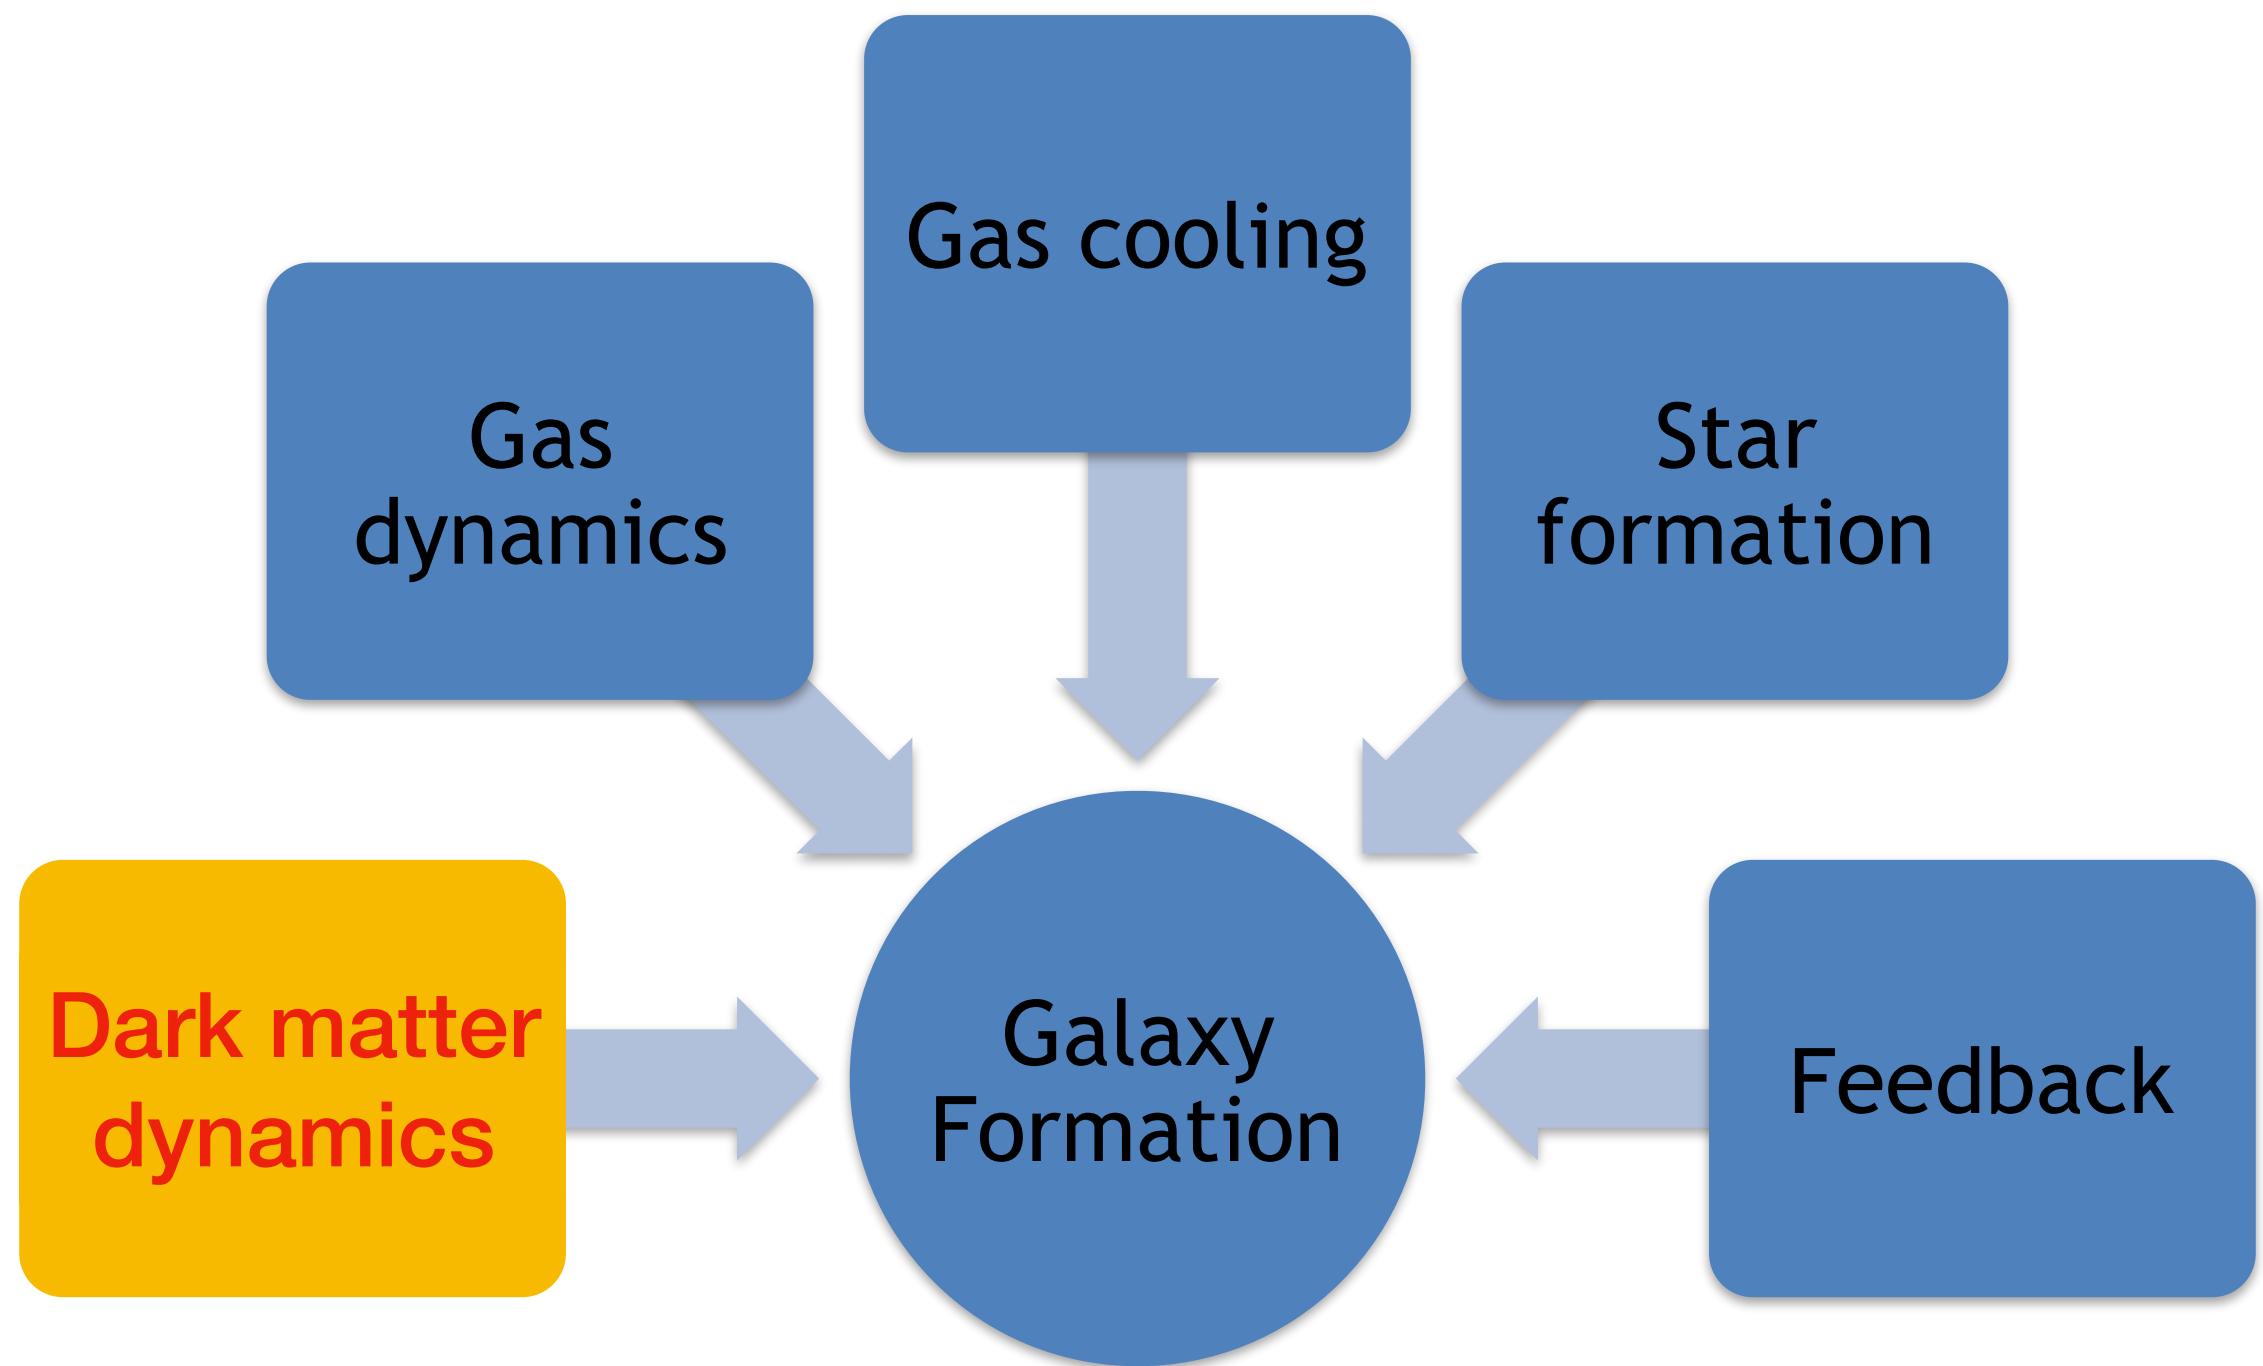 Gas cooling
Gas
dynamics
Star
formation
Dark matter
dynamics
Galaxy
Formation
Feedback